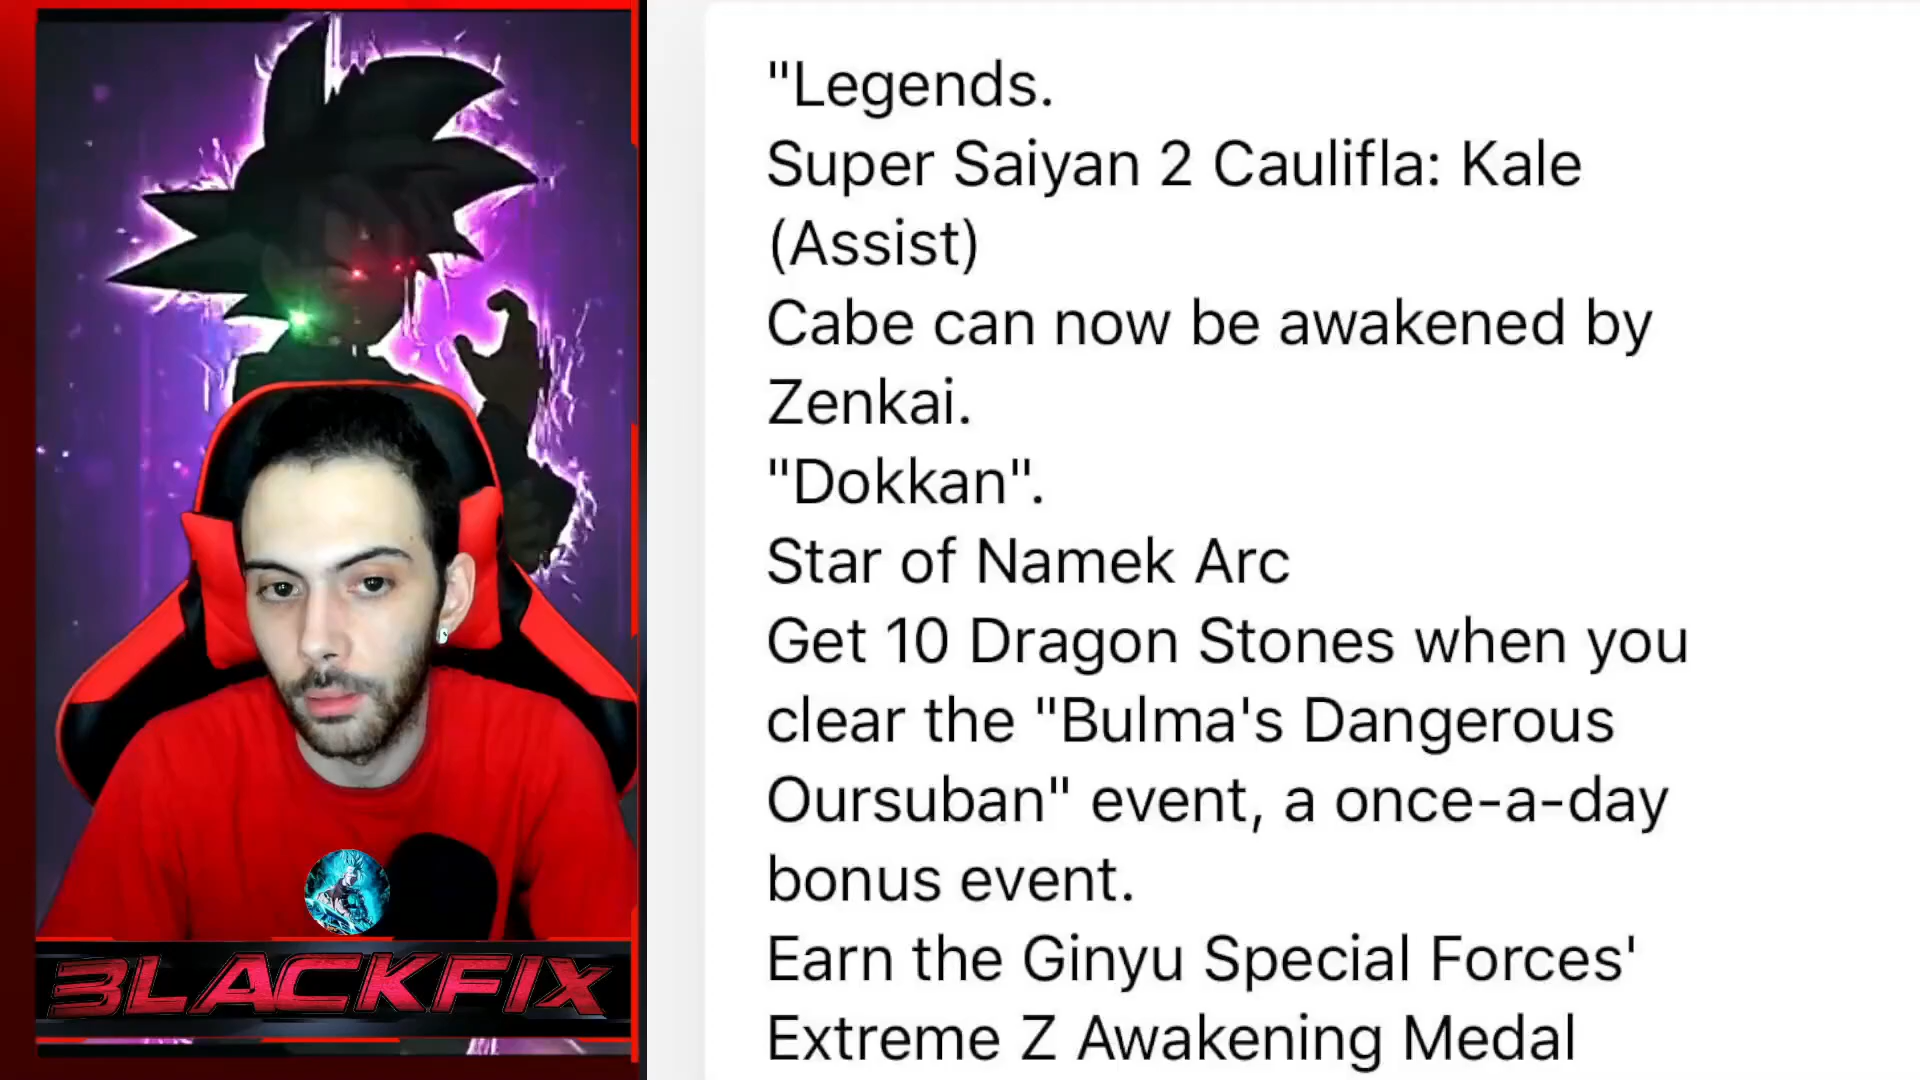 "Legends.
Super Saiyan 2 Caulifla: Kale
(Assist)
Cabe can now be awakened by
Zenkai.
"Dokkan".
Star of Namek Arc
Get 10 Dragon Stones when you
clear the "Bulma's Dangerous
Oursuban" event, a once-a-day
bonus event.
Earn the Ginyu Special Forces'
Extreme Z Awakening Medal
BLACKFIX